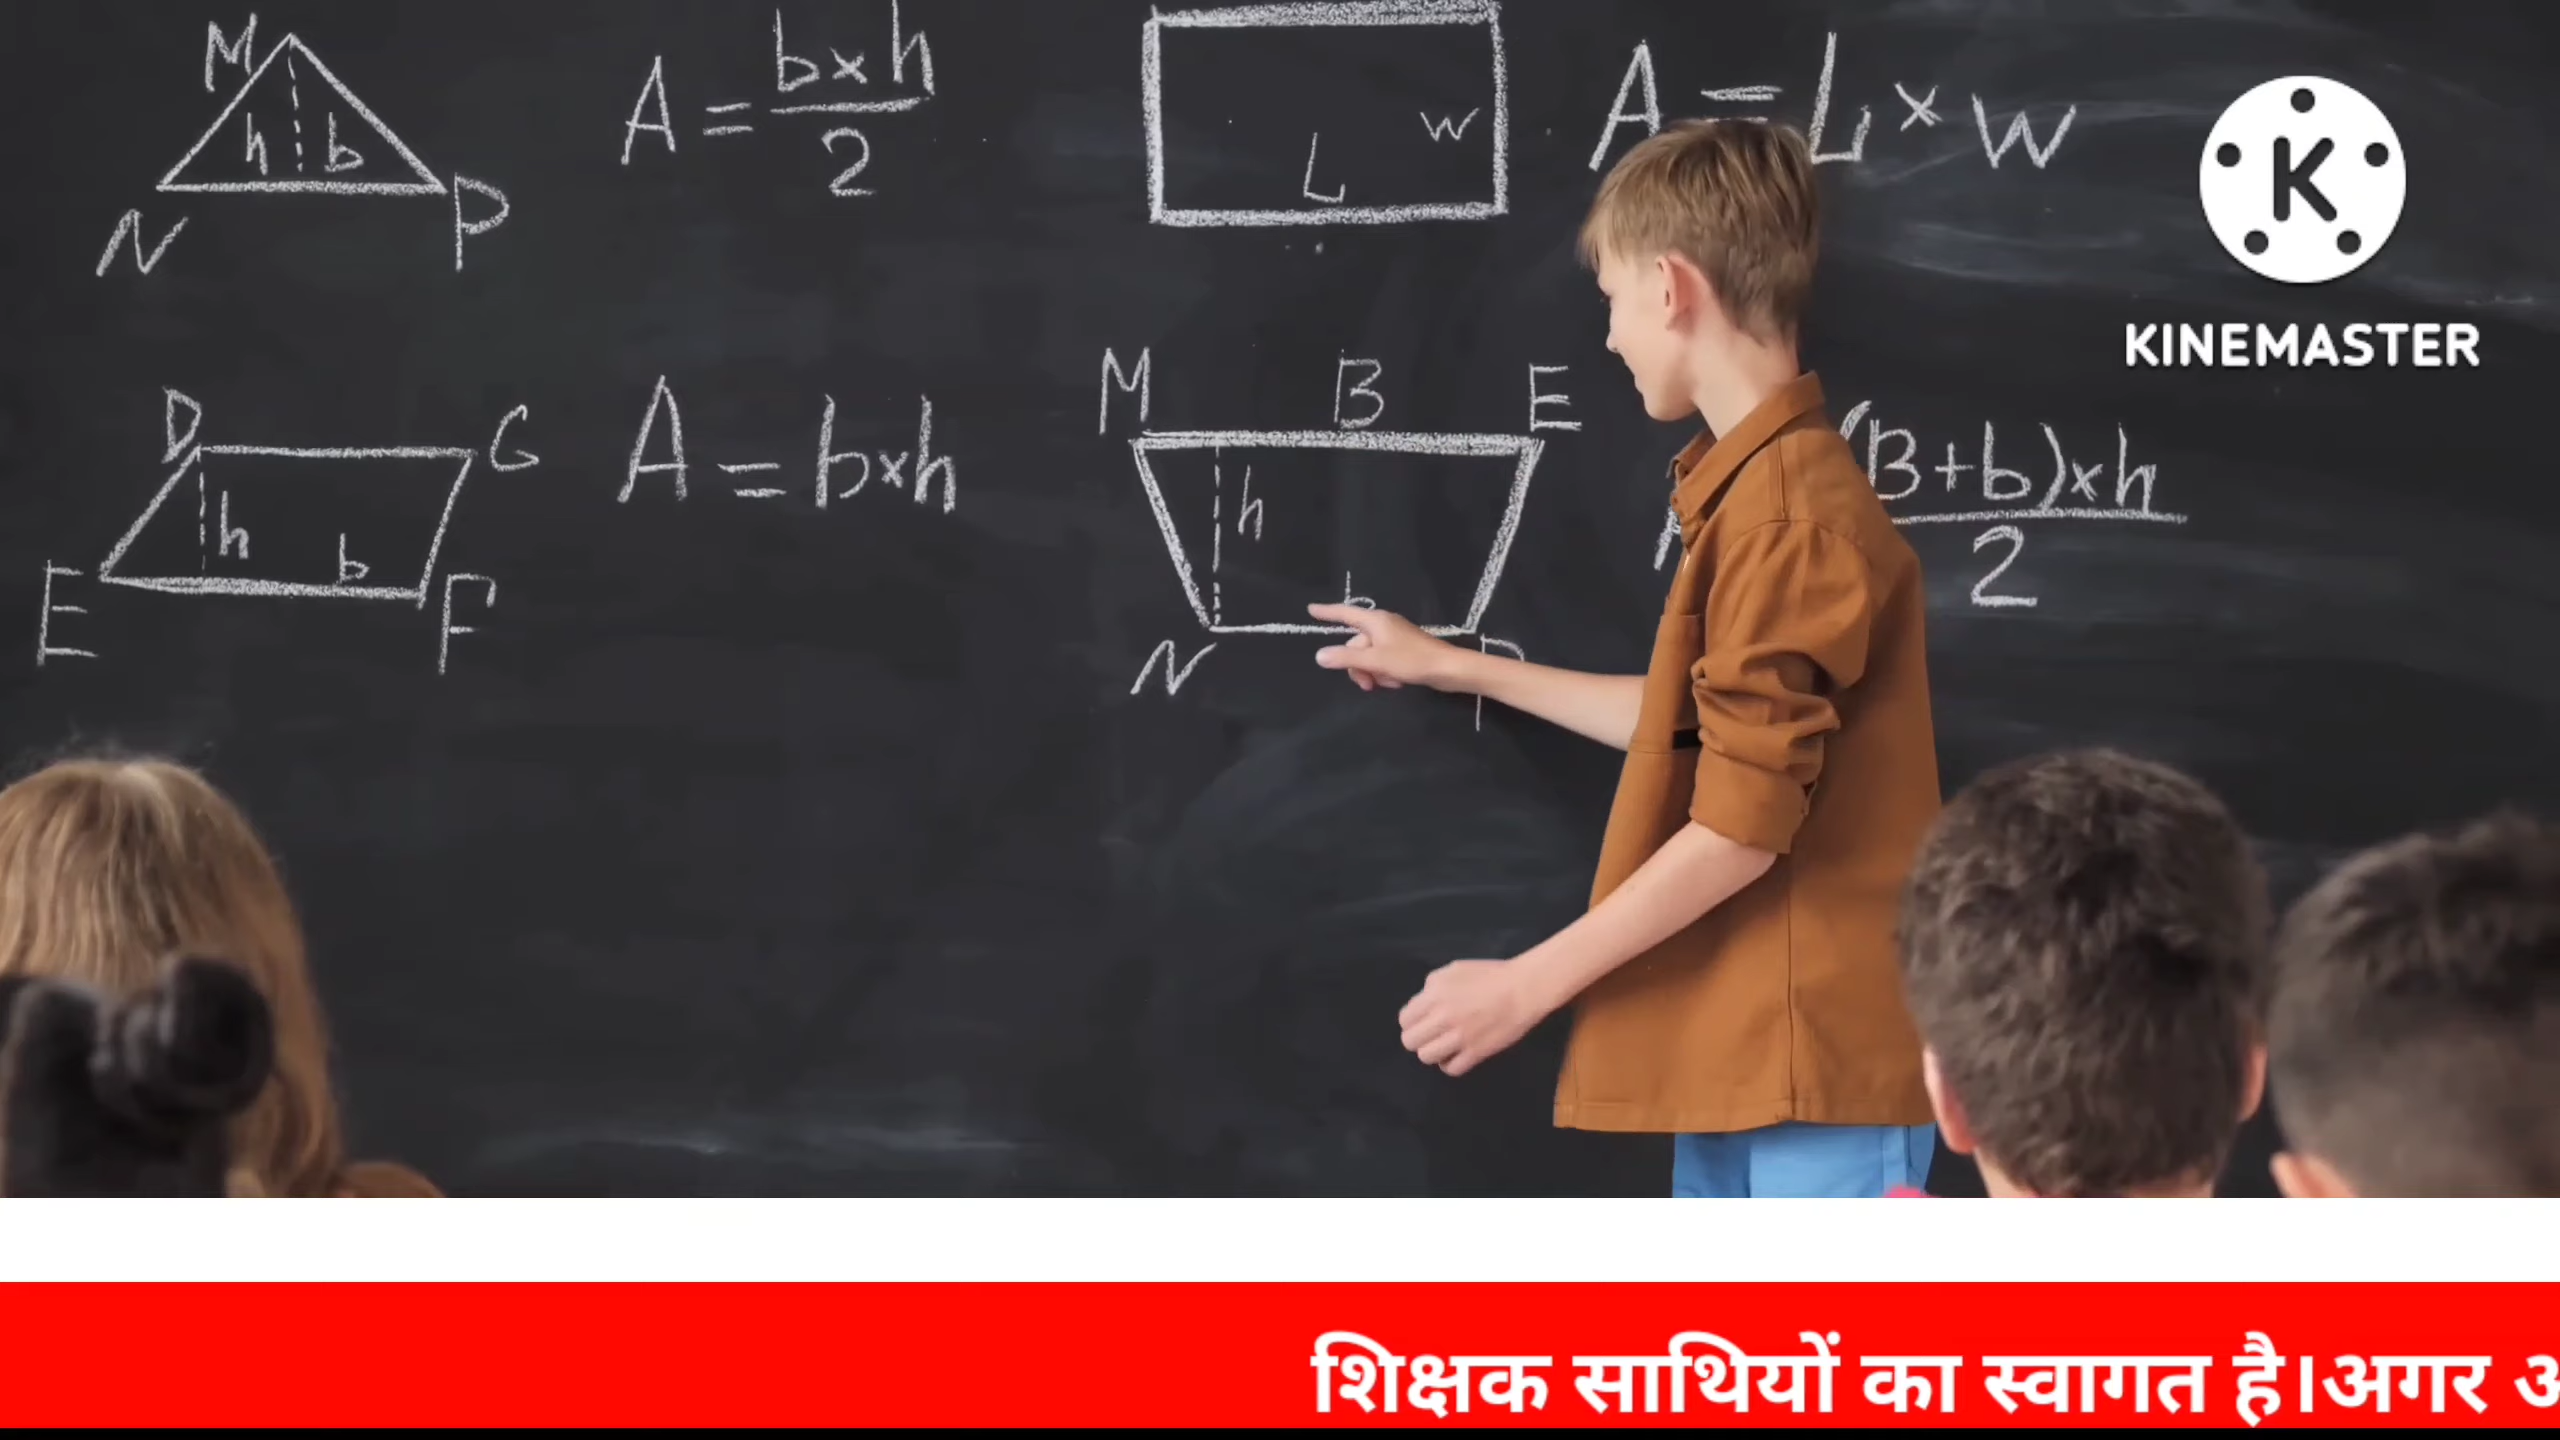 M
h b
N P
A = b×h/2
W
L
A = L × W
D G
h
b
E F
A = b×h
M B E
h
b
N P
(B+b)×h/2
K
KINEMASTER
शिक्षक साथियों का स्वागत है।अगर